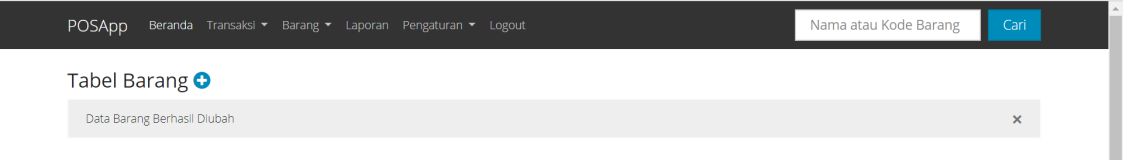 POSApp Beranda Transaksi Barang Laporan Pengaturan Logout Nama atau Kode Barang Cari
Tabel Barang
Data Barang Berhasil Diubah ×